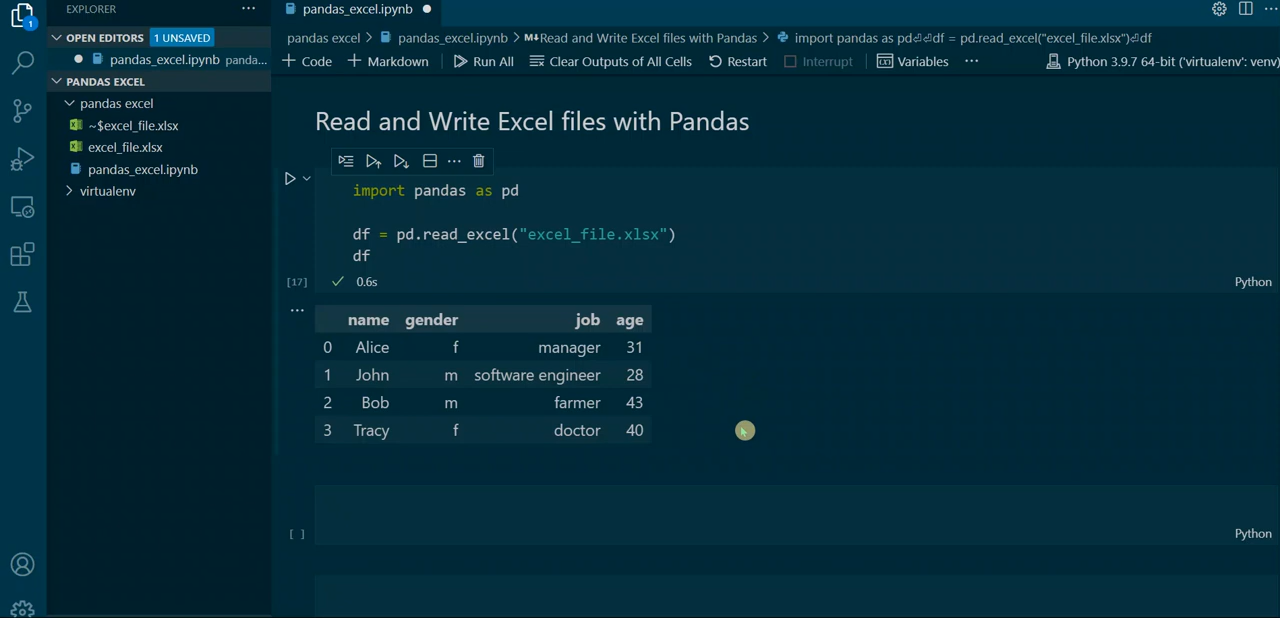 EXPLORER
pandas_excel.ipynb
OPEN EDITORS 1 UNSAVED
pandas excel > pandas_excel.ipynb > M↓Read and Write Excel files with Pandas > import pandas as pd⏎⏎df = pd.read_excel("excel_file.xlsx")⏎df
pandas_excel.ipynb panda...
+ Code + Markdown Run All Clear Outputs of All Cells Restart Interrupt Variables ... Python 3.9.7 64-bit ('virtualenv': venv)
PANDAS EXCEL
pandas excel
~$excel_file.xlsx
excel_file.xlsx
pandas_excel.ipynb
virtualenv
1
Read and Write Excel files with Pandas
import pandas as pd
df = pd.read_excel("excel_file.xlsx")
df
[17] 0.6s Python
name gender job age
0 Alice f manager 31
1 John m software engineer 28
2 Bob m farmer 43
3 Tracy f doctor 40
[ ] Python